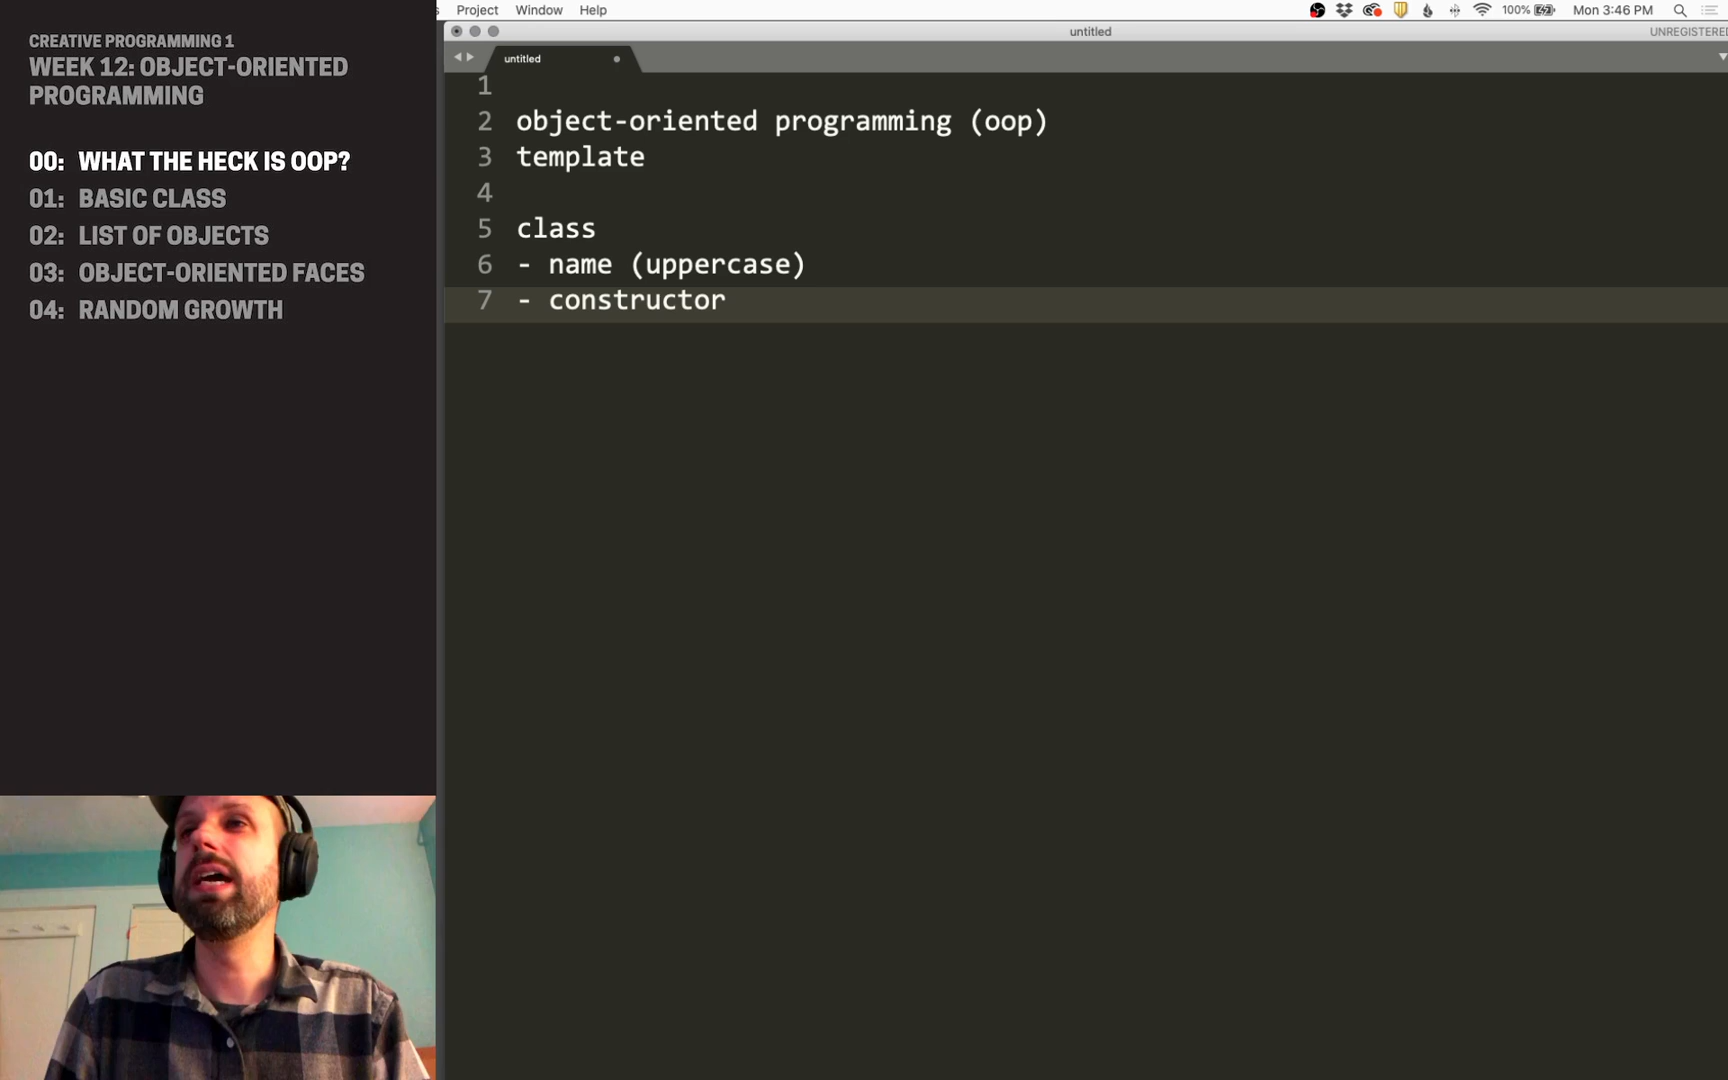 CREATIVE PROGRAMMING 1
WEEK 12: OBJECT-ORIENTED
PROGRAMMING
00: WHAT THE HECK IS OOP?
01: BASIC CLASS
02: LIST OF OBJECTS
03: OBJECT-ORIENTED FACES
04: RANDOM GROWTH
Project Window Help
100% Mon 3:46 PM
untitled
UNREGISTERED
untitled
1
2 object-oriented programming (oop)
3 template
4
5 class
6 - name (uppercase)
7 - constructor